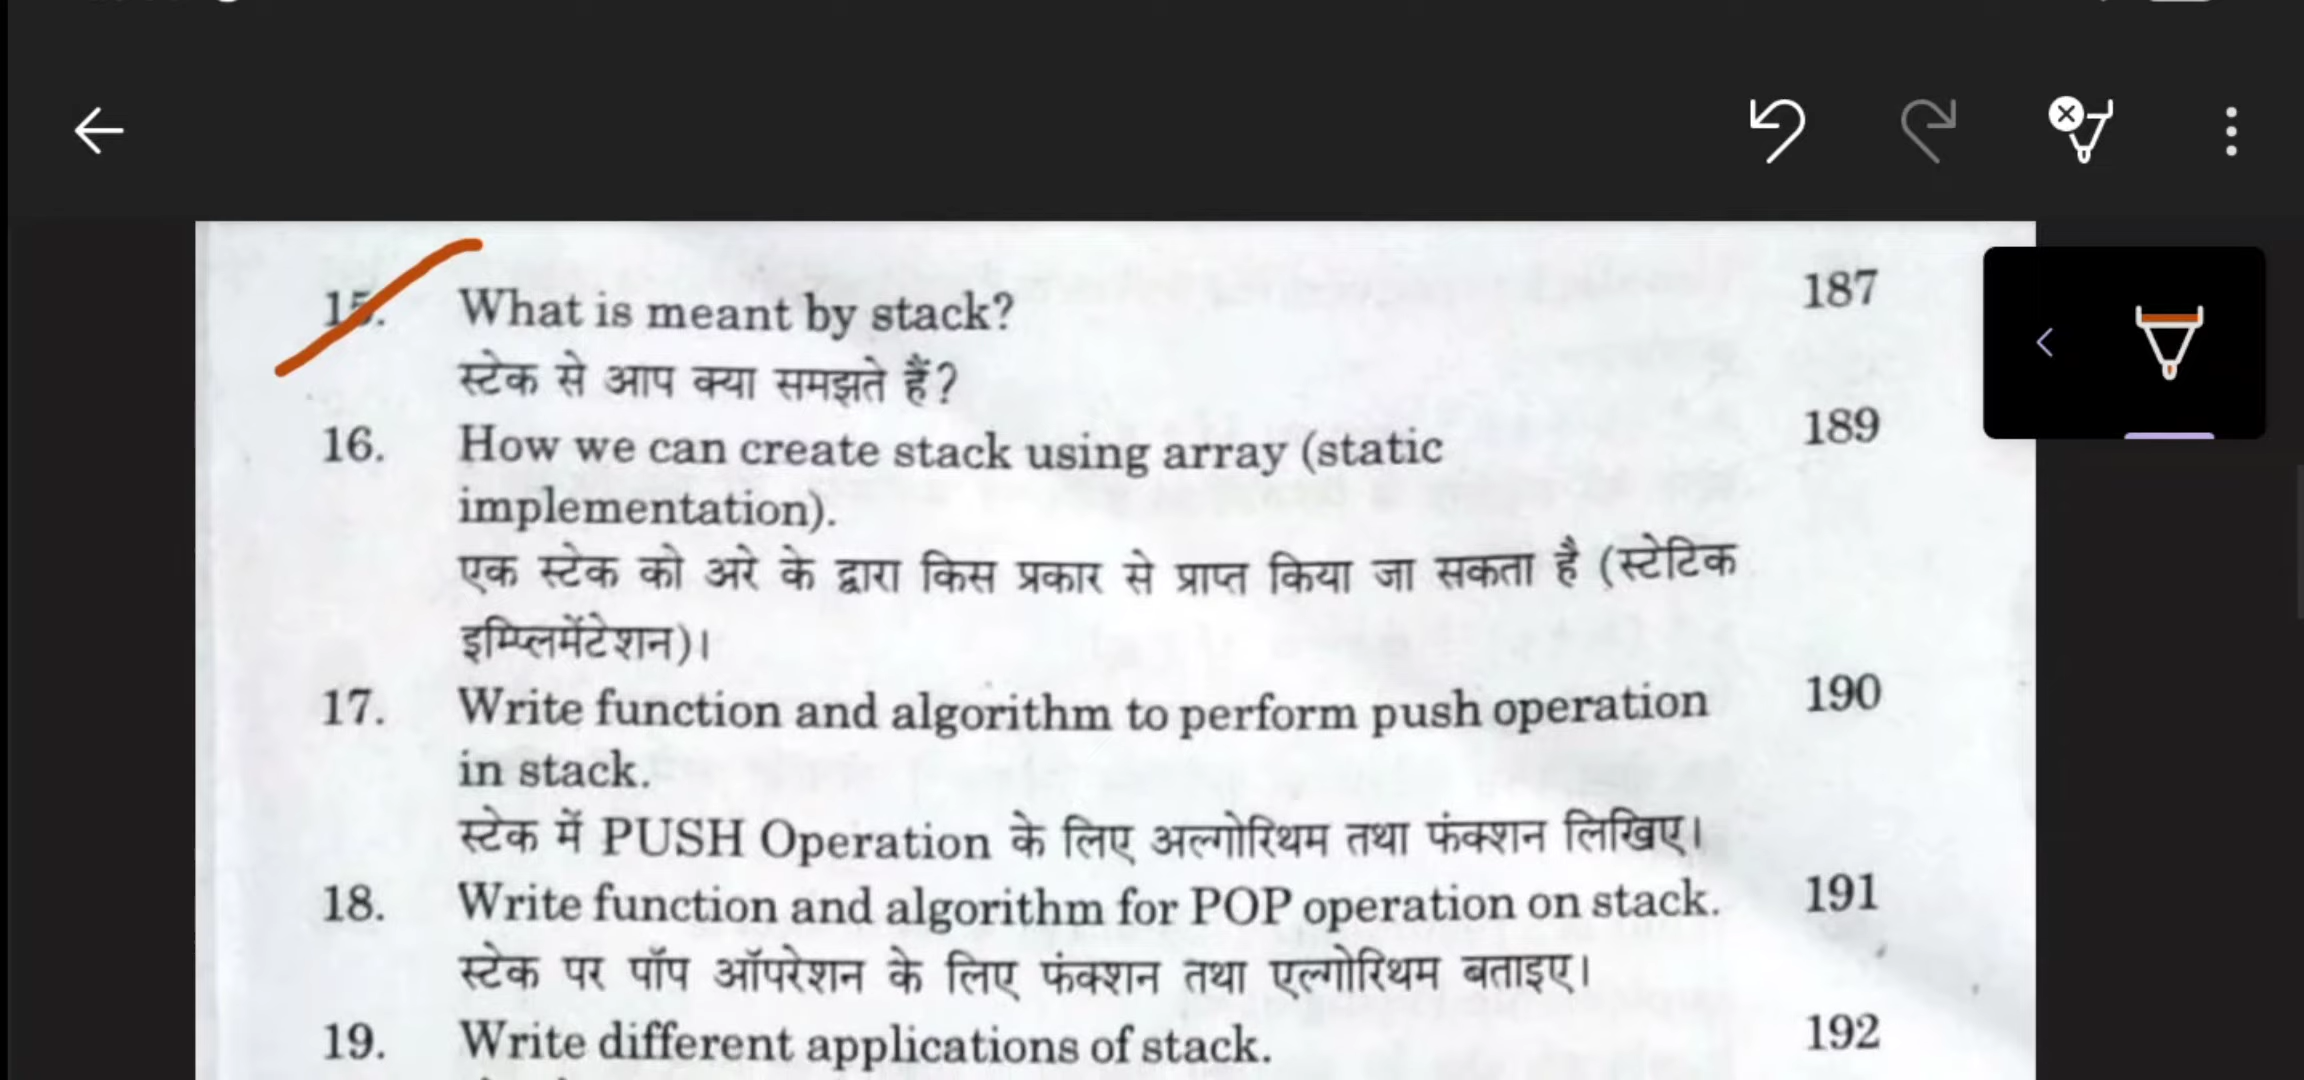 15. What is meant by stack? 187
स्टेक से आप क्या समझते हैं?
16. How we can create stack using array (static 189
implementation).
एक स्टेक को अरे के द्वारा किस प्रकार से प्राप्त किया जा सकता है (स्टेटिक
इम्प्लिमेंटेशन)।
17. Write function and algorithm to perform push operation 190
in stack.
स्टेक में PUSH Operation के लिए अल्गोरिथम तथा फंक्शन लिखिए।
18. Write function and algorithm for POP operation on stack. 191
स्टेक पर पॉप ऑपरेशन के लिए फंक्शन तथा एल्गोरिथम बताइए।
19. Write different applications of stack. 192